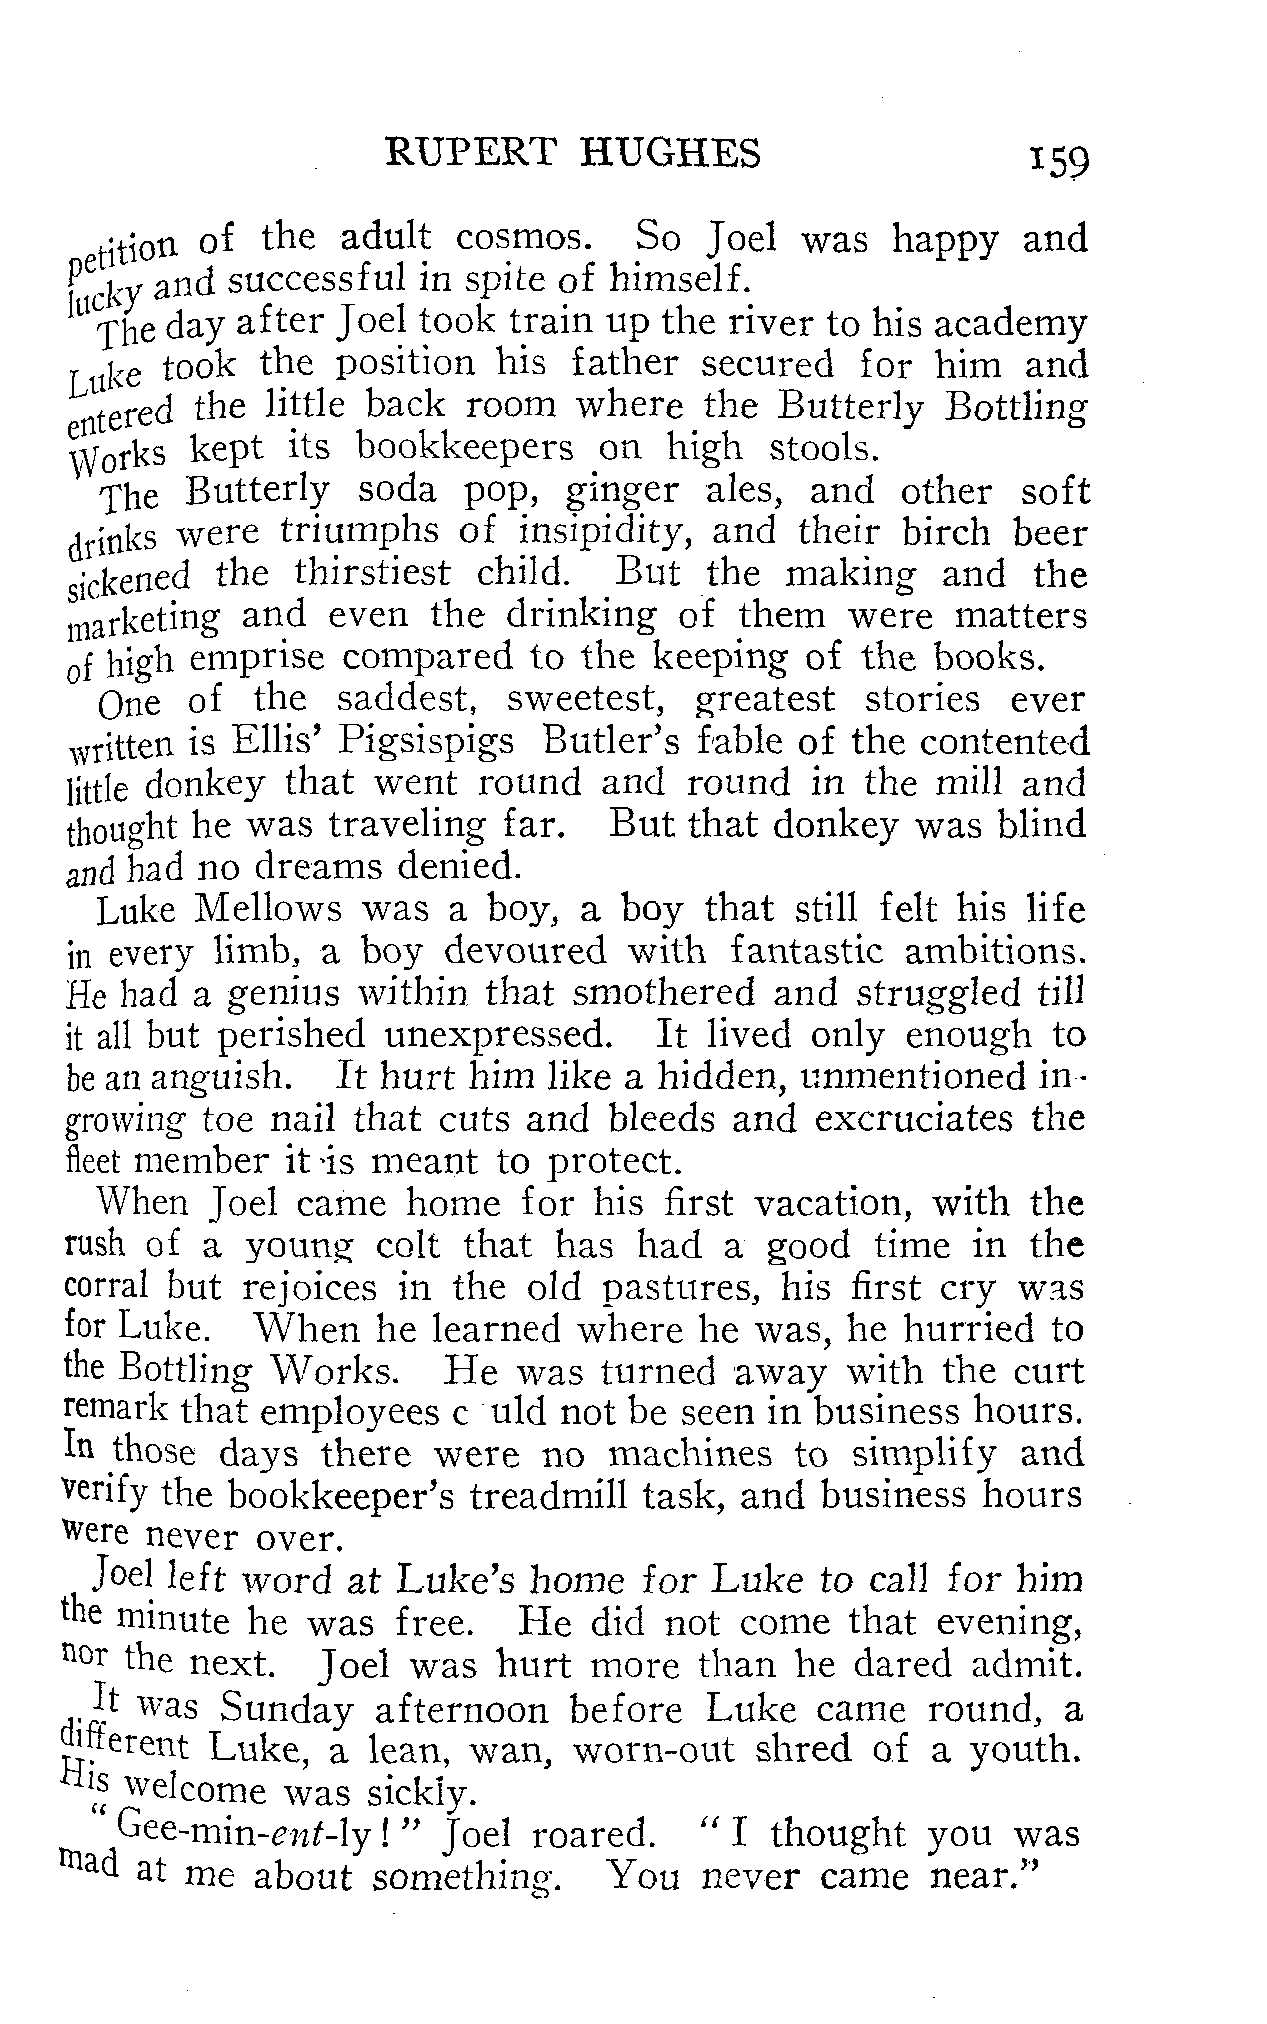 RUPERT HUGHES 159
petition of the adult cosmos. So Joel was happy and
lucky and successful in spite of himself.
The day after Joel took train up the river to his academy
Luke took the position his father secured for him and
entered the little back room where the Butterly Bottling
Works kept its bookkeepers on high stools.
The Butterly soda pop, ginger ales, and other soft
drinks were triumphs of insipidity, and their birch beer
sickened the thirstiest child. But the making and the
marketing and even the drinking of them were matters
of high emprise compared to the keeping of the books.
One of the saddest, sweetest, greatest stories ever
written is Ellis' Pigsispigs Butler's fable of the contented
little donkey that went round and round in the mill and
thought he was traveling far. But that donkey was blind
and had no dreams denied.
Luke Mellows was a boy, a boy that still felt his life
in every limb, a boy devoured with fantastic ambitions.
He had a genius within that smothered and struggled till
it all but perished unexpressed. It lived only enough to
be an anguish. It hurt him like a hidden, unmentioned in-
growing toe nail that cuts and bleeds and excruciates the
fleet member it is meant to protect.
When Joel came home for his first vacation, with the
rush of a young colt that has had a good time in the
corral but rejoices in the old pastures, his first cry was
for Luke. When he learned where he was, he hurried to
the Bottling Works. He was turned away with the curt
remark that employees c uld not be seen in business hours.
In those days there were no machines to simplify and
verify the bookkeeper's treadmill task, and business hours
were never over.
Joel left word at Luke's home for Luke to call for him
the minute he was free. He did not come that evening,
nor the next. Joel was hurt more than he dared admit.
It was Sunday afternoon before Luke came round, a
different Luke, a lean, wan, worn-out shred of a youth.
His welcome was sickly.
"Gee-min-ent-ly!" Joel roared. "I thought you was
mad at me about something. You never came near."